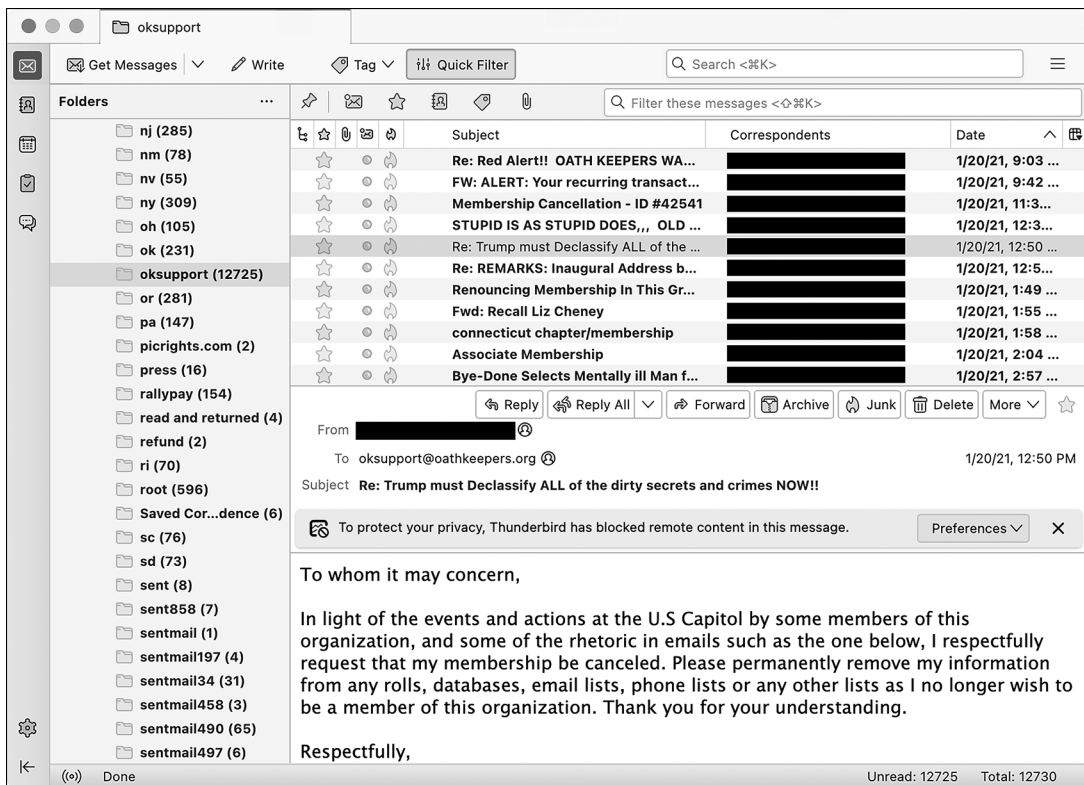 oksupport
Get Messages Write Tag Quick Filter Search <⌘K>
Folders ···
Filter these messages <⇧⌘K>
nj (285)
nm (78)
nv (55)
ny (309)
oh (105)
ok (231)
oksupport (12725)
or (281)
pa (147)
picrights.com (2)
press (16)
rallypay (154)
read and returned (4)
refund (2)
ri (70)
root (596)
Saved Cor...dence (6)
sc (76)
sd (73)
sent (8)
sent858 (7)
sentmail (1)
sentmail197 (4)
sentmail34 (31)
sentmail458 (3)
sentmail490 (65)
sentmail497 (6)
Subject Correspondents Date
Re: Red Alert!! OATH KEEPERS WA... 1/20/21, 9:03 ...
FW: ALERT: Your recurring transact... 1/20/21, 9:42 ...
Membership Cancellation - ID #42541 1/20/21, 11:3...
STUPID IS AS STUPID DOES,,, OLD ... 1/20/21, 12:3...
Re: Trump must Declassify ALL of the ... 1/20/21, 12:50 ...
Re: REMARKS: Inaugural Address b... 1/20/21, 12:5...
Renouncing Membership In This Gr... 1/20/21, 1:49 ...
Fwd: Recall Liz Cheney 1/20/21, 1:55 ...
connecticut chapter/membership 1/20/21, 1:58 ...
Associate Membership 1/20/21, 2:04 ...
Bye-Done Selects Mentally ill Man f... 1/20/21, 2:57 ...
Reply Reply All Forward Archive Junk Delete More
From
To oksupport@oathkeepers.org 1/20/21, 12:50 PM
Subject Re: Trump must Declassify ALL of the dirty secrets and crimes NOW!!
To protect your privacy, Thunderbird has blocked remote content in this message. Preferences
To whom it may concern,
In light of the events and actions at the U.S Capitol by some members of this
organization, and some of the rhetoric in emails such as the one below, I respectfully
request that my membership be canceled. Please permanently remove my information
from any rolls, databases, email lists, phone lists or any other lists as I no longer wish to
be a member of this organization. Thank you for your understanding.
Respectfully,
Done Unread: 12725 Total: 12730